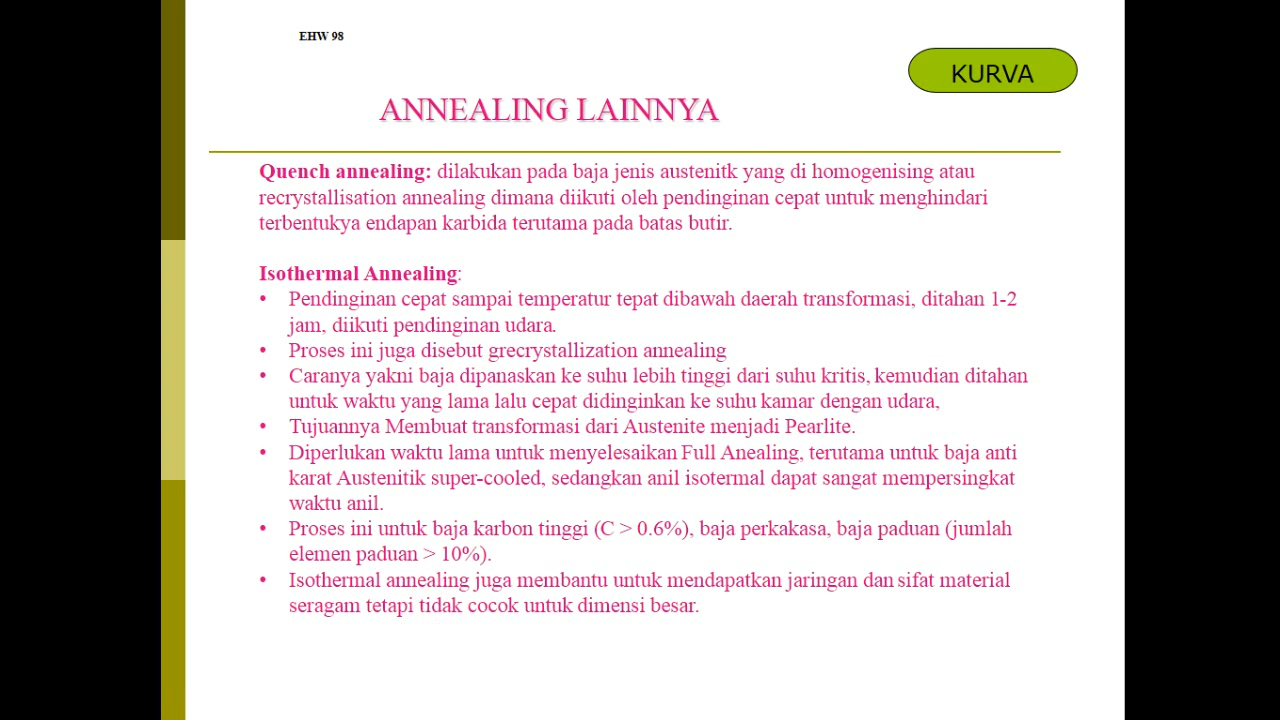 EHW 98
KURVA
ANNEALING LAINNYA
Quench annealing: dilakukan pada baja jenis austenitk yang di homogenising atau
recrystallisation annealing dimana diikuti oleh pendinginan cepat untuk menghindari
terbentukya endapan karbida terutama pada batas butir.
Isothermal Annealing:
• Pendinginan cepat sampai temperatur tepat dibawah daerah transformasi, ditahan 1-2
jam, diikuti pendinginan udara.
• Proses ini juga disebut grecrystallization annealing
• Caranya yakni baja dipanaskan ke suhu lebih tinggi dari suhu kritis, kemudian ditahan
untuk waktu yang lama lalu cepat didinginkan ke suhu kamar dengan udara,
• Tujuannya Membuat transformasi dari Austenite menjadi Pearlite.
• Diperlukan waktu lama untuk menyelesaikan Full Anealing, terutama untuk baja anti
karat Austenitik super-cooled, sedangkan anil isotermal dapat sangat mempersingkat
waktu anil.
• Proses ini untuk baja karbon tinggi (C > 0.6%), baja perkakasa, baja paduan (jumlah
elemen paduan > 10%).
• Isothermal annealing juga membantu untuk mendapatkan jaringan dan sifat material
seragam tetapi tidak cocok untuk dimensi besar.